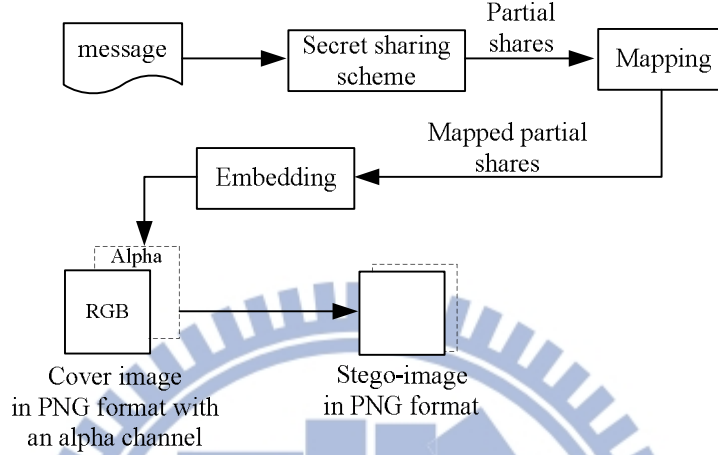 message
Secret sharing
scheme
Partial
shares
Mapping
Mapped partial
shares
Embedding
Alpha
RGB
Cover image
in PNG format with
an alpha channel
Stego-image
in PNG format